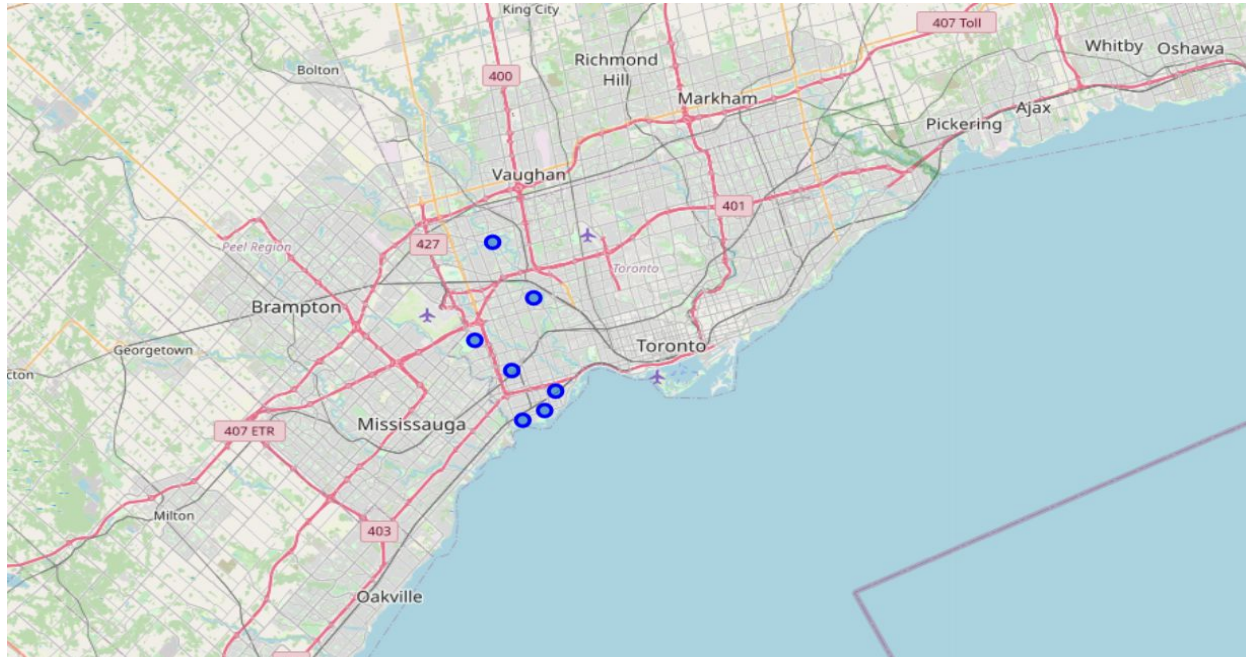 King City
407 Toll
Whitby
Oshawa
Richmond
Hill
Bolton
400
Markham
Ajax
Pickering
Vaughan
401
427
Peel Region
Toronto
Brampton
Georgetown
Toronto
cton
Mississauga
407 ETR
Milton
403
Oakville